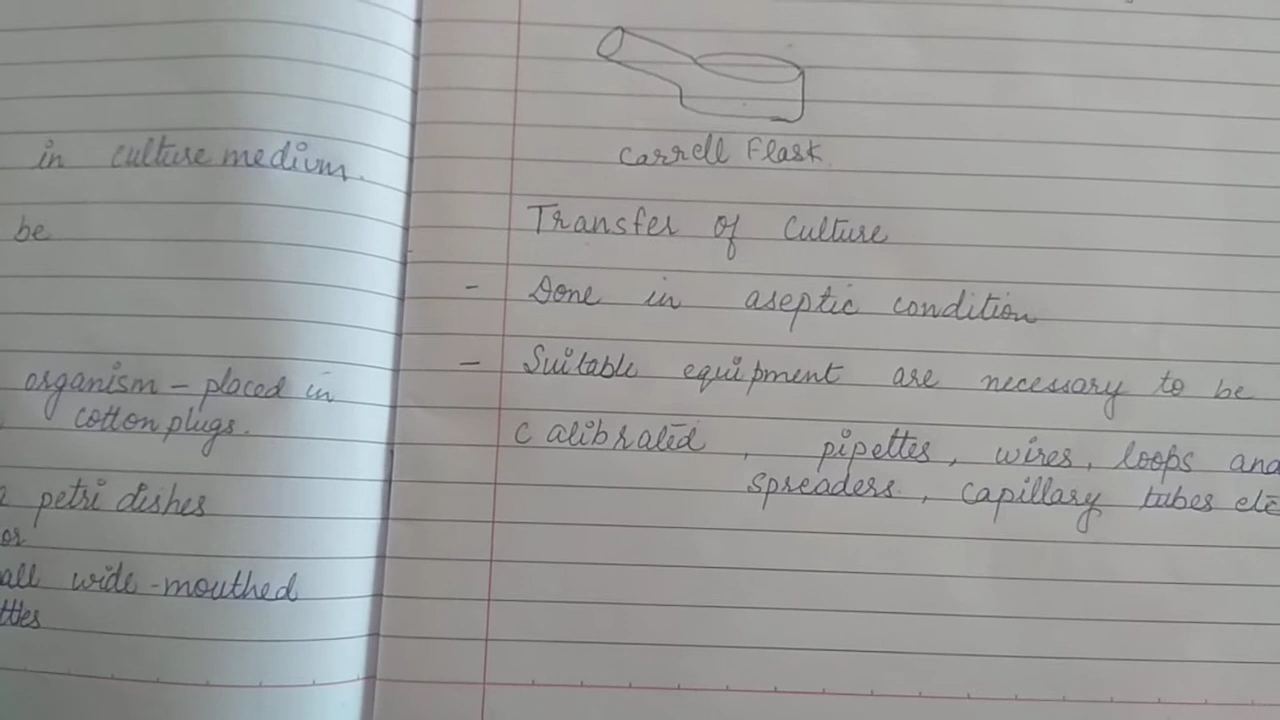 in culture medium.
be
organism - placed in
cotton plugs.
petri dishes
or
all wide-mouthed
ttles
Carrell Flask.
Transfer of Culture
- Done in aseptic condition
- Suitable equipment are necessary to be
Calibrated, pipettes, wires, loops and
spreaders, capillary tubes etc